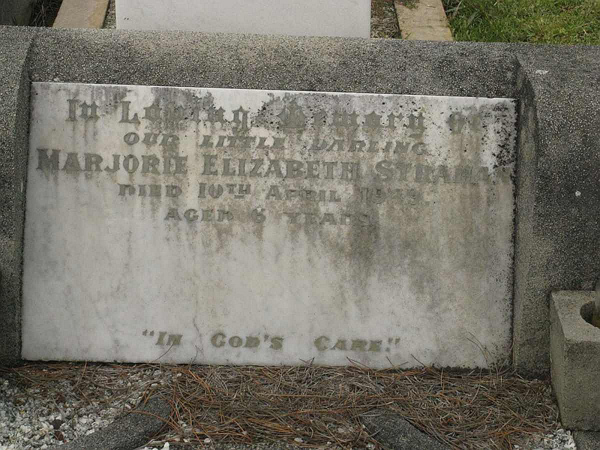 In Loving Memory of
OUR LITTLE DARLING
MARJORIE ELIZABETH
DIED 10TH APRIL
AGED 6 YEARS
"IN GOD'S CARE."